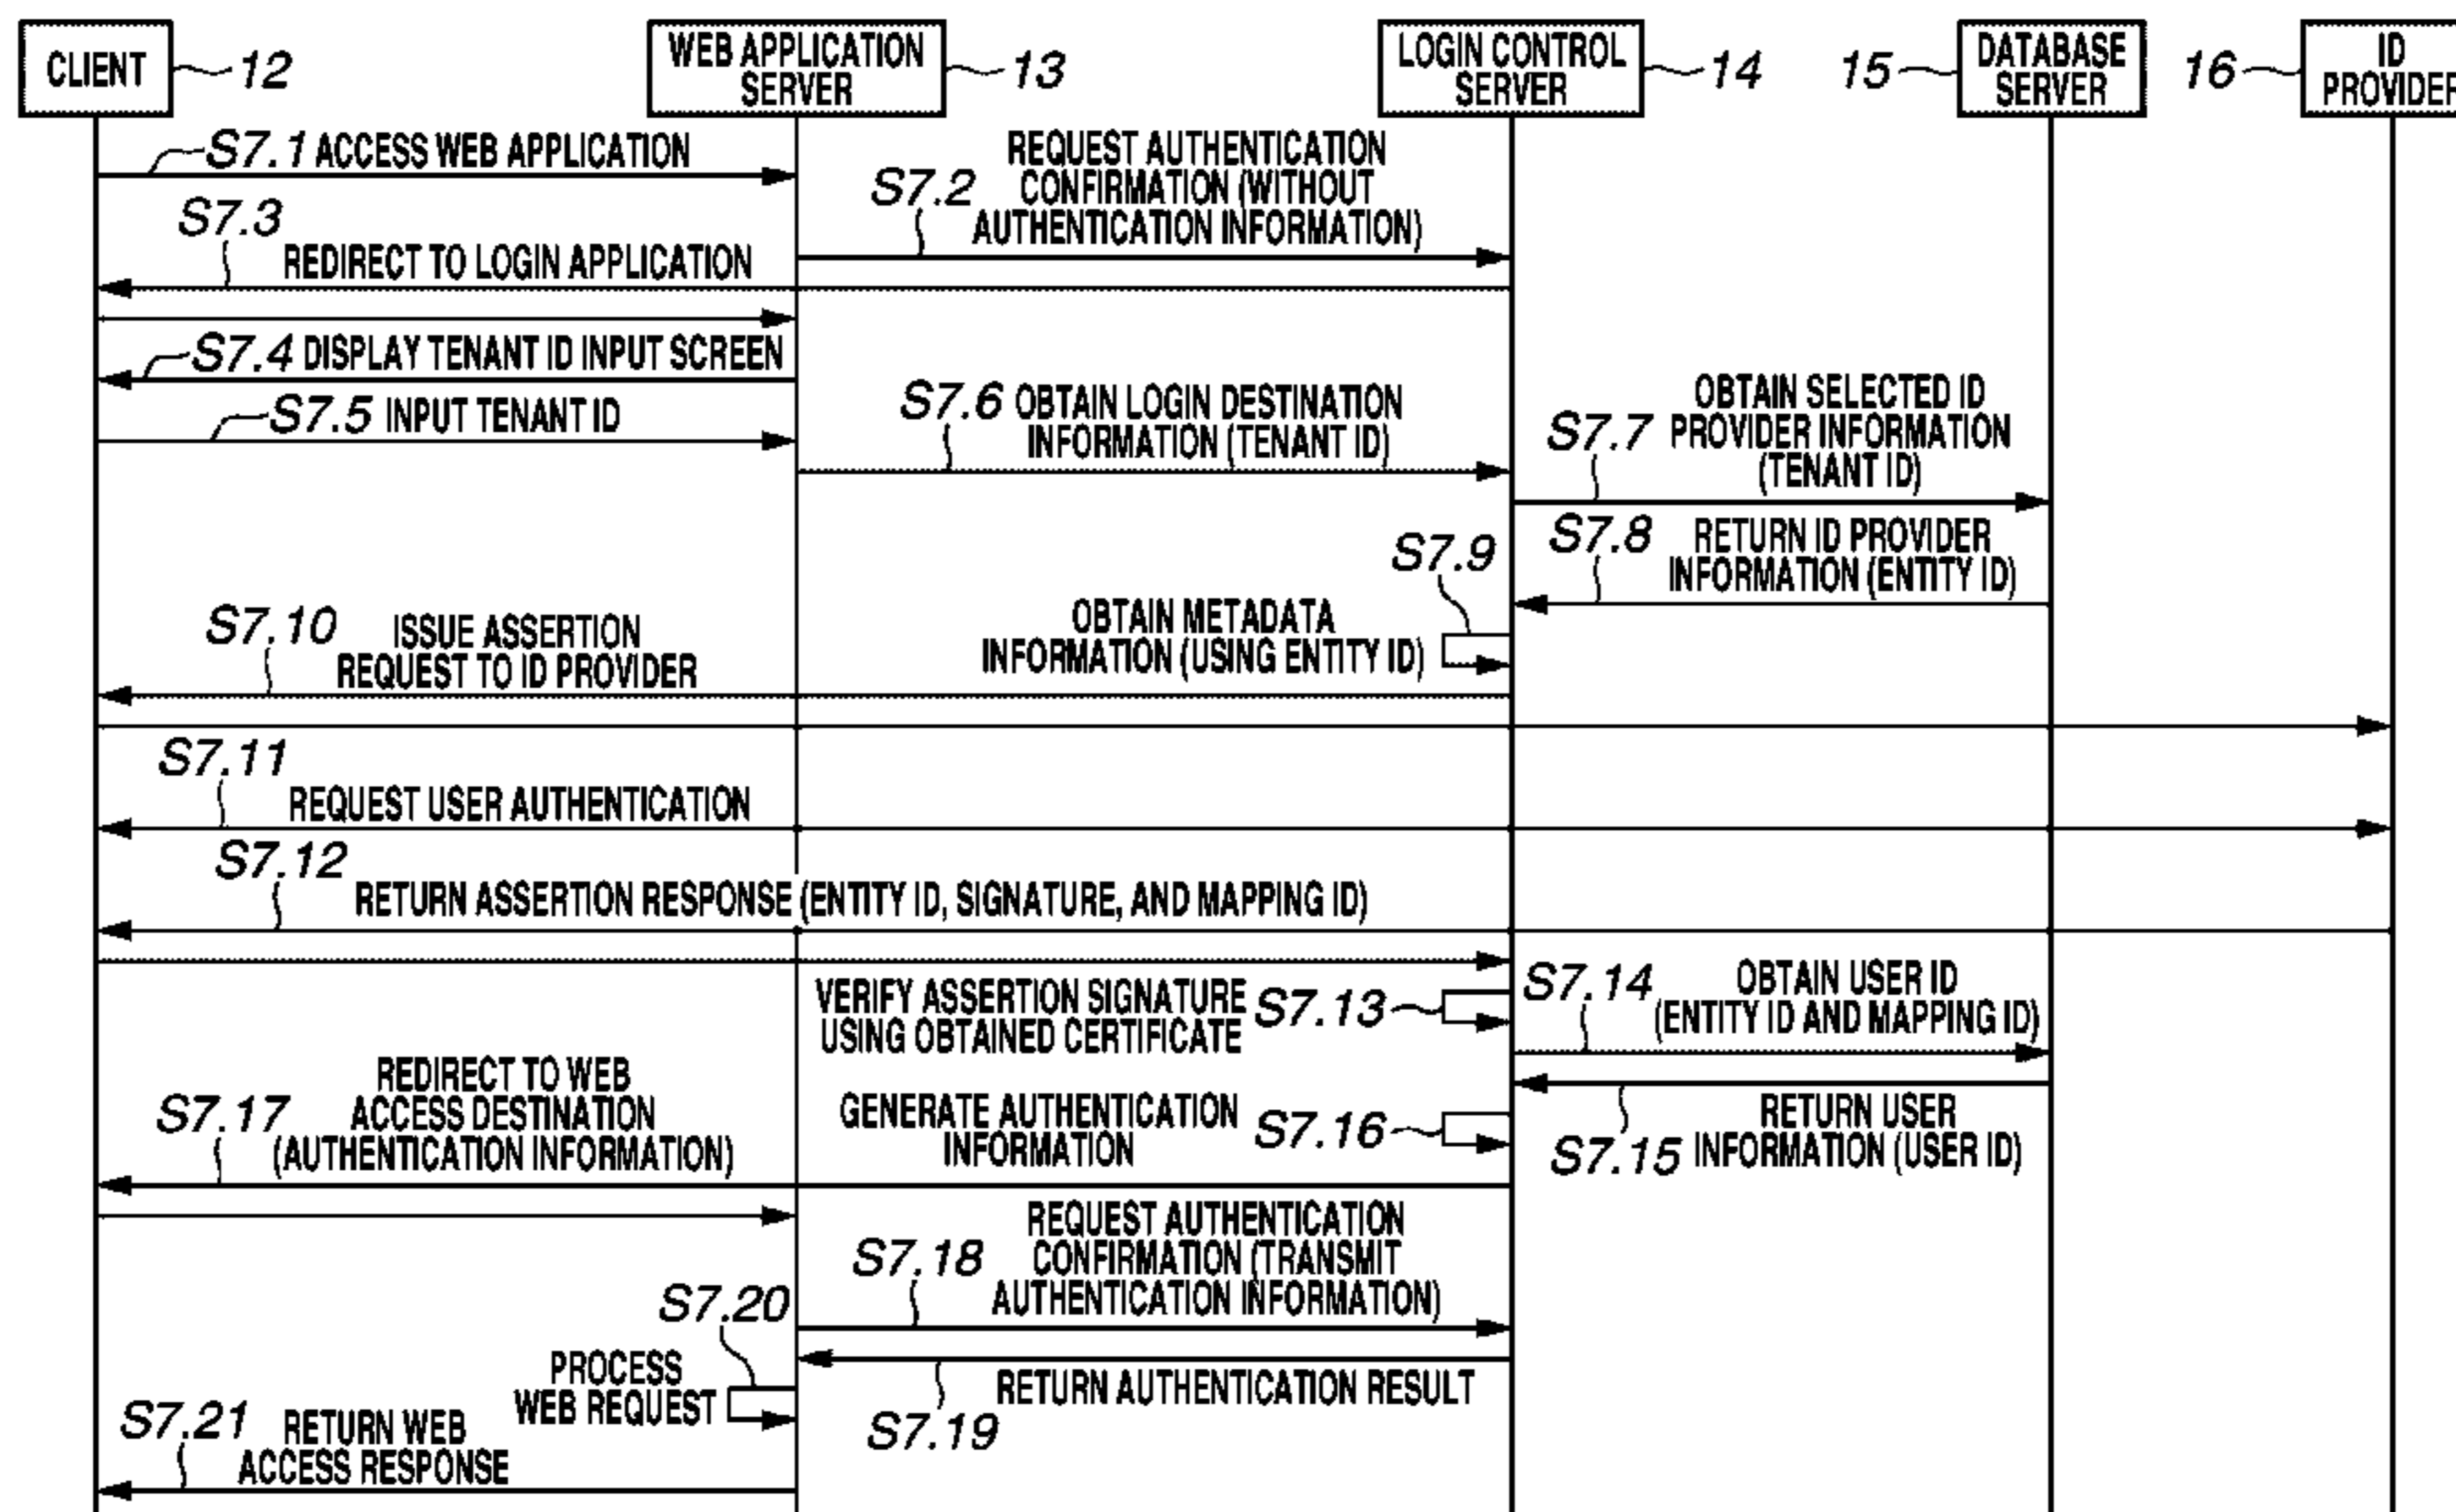 CLIENT
12
WEB APPLICATION
SERVER
13
LOGIN CONTROL
SERVER
14
15
DATABASE
SERVER
16
ID
PROVIDER
S7.1 ACCESS WEB APPLICATION
S7.2
REQUEST AUTHENTICATION
CONFIRMATION (WITHOUT
AUTHENTICATION INFORMATION)
S7.3
REDIRECT TO LOGIN APPLICATION
S7.4 DISPLAY TENANT ID INPUT SCREEN
S7.5 INPUT TENANT ID
S7.6 OBTAIN LOGIN DESTINATION
INFORMATION (TENANT ID)
S7.7
OBTAIN SELECTED ID
PROVIDER INFORMATION
(TENANT ID)
S7.8
RETURN ID PROVIDER
INFORMATION (ENTITY ID)
S7.9
OBTAIN METADATA
INFORMATION (USING ENTITY ID)
S7.10
ISSUE ASSERTION
REQUEST TO ID PROVIDER
S7.11
REQUEST USER AUTHENTICATION
S7.12
RETURN ASSERTION RESPONSE (ENTITY ID, SIGNATURE, AND MAPPING ID)
VERIFY ASSERTION SIGNATURE
USING OBTAINED CERTIFICATE
S7.13
S7.14
OBTAIN USER ID
(ENTITY ID AND MAPPING ID)
S7.15
RETURN USER
INFORMATION (USER ID)
GENERATE AUTHENTICATION
INFORMATION
S7.16
S7.17
REDIRECT TO WEB
ACCESS DESTINATION
(AUTHENTICATION INFORMATION)
S7.18
REQUEST AUTHENTICATION
CONFIRMATION (TRANSMIT
AUTHENTICATION INFORMATION)
S7.19
RETURN AUTHENTICATION RESULT
S7.20
PROCESS
WEB REQUEST
S7.21
RETURN WEB
ACCESS RESPONSE